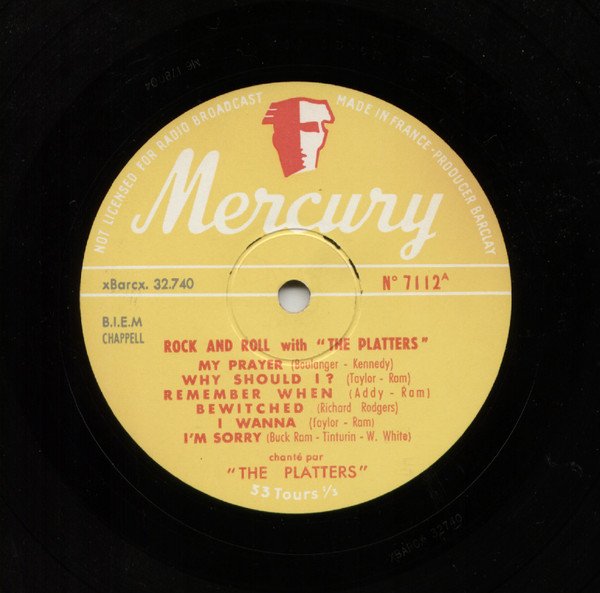 NOT LICENSED FOR RADIO BROADCAST
MADE IN FRANCE - PRODUCER BARCLAY
Mercury
xBarcx. 32.740
N° 7112A
B.I.E.M
CHAPPELL
ROCK AND ROLL with "THE PLATTERS"
MY PRAYER (Boulanger - Kennedy)
WHY SHOULD I? (Taylor - Ram)
REMEMBER WHEN (Addy - Ram)
BEWITCHED (Richard Rodgers)
I WANNA (Taylor - Ram)
I'M SORRY (Buck Ram - Tinturin - W. White)
chanté par
"THE PLATTERS"
33 Tours 1/3